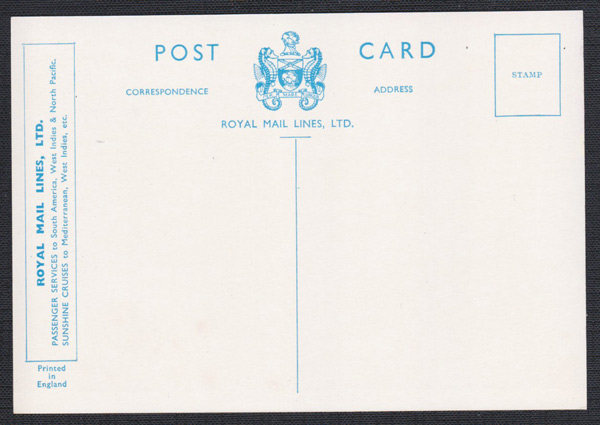 POST CARD
CORRESPONDENCE
ADDRESS
STAMP
ROYAL MAIL LINES, LTD.
ROYAL MAIL LINES, LTD.
PASSENGER SERVICES to South America, West Indies & North Pacific.
SUNSHINE CRUISES to Mediterranean, West Indies, etc.
Printed
in
England